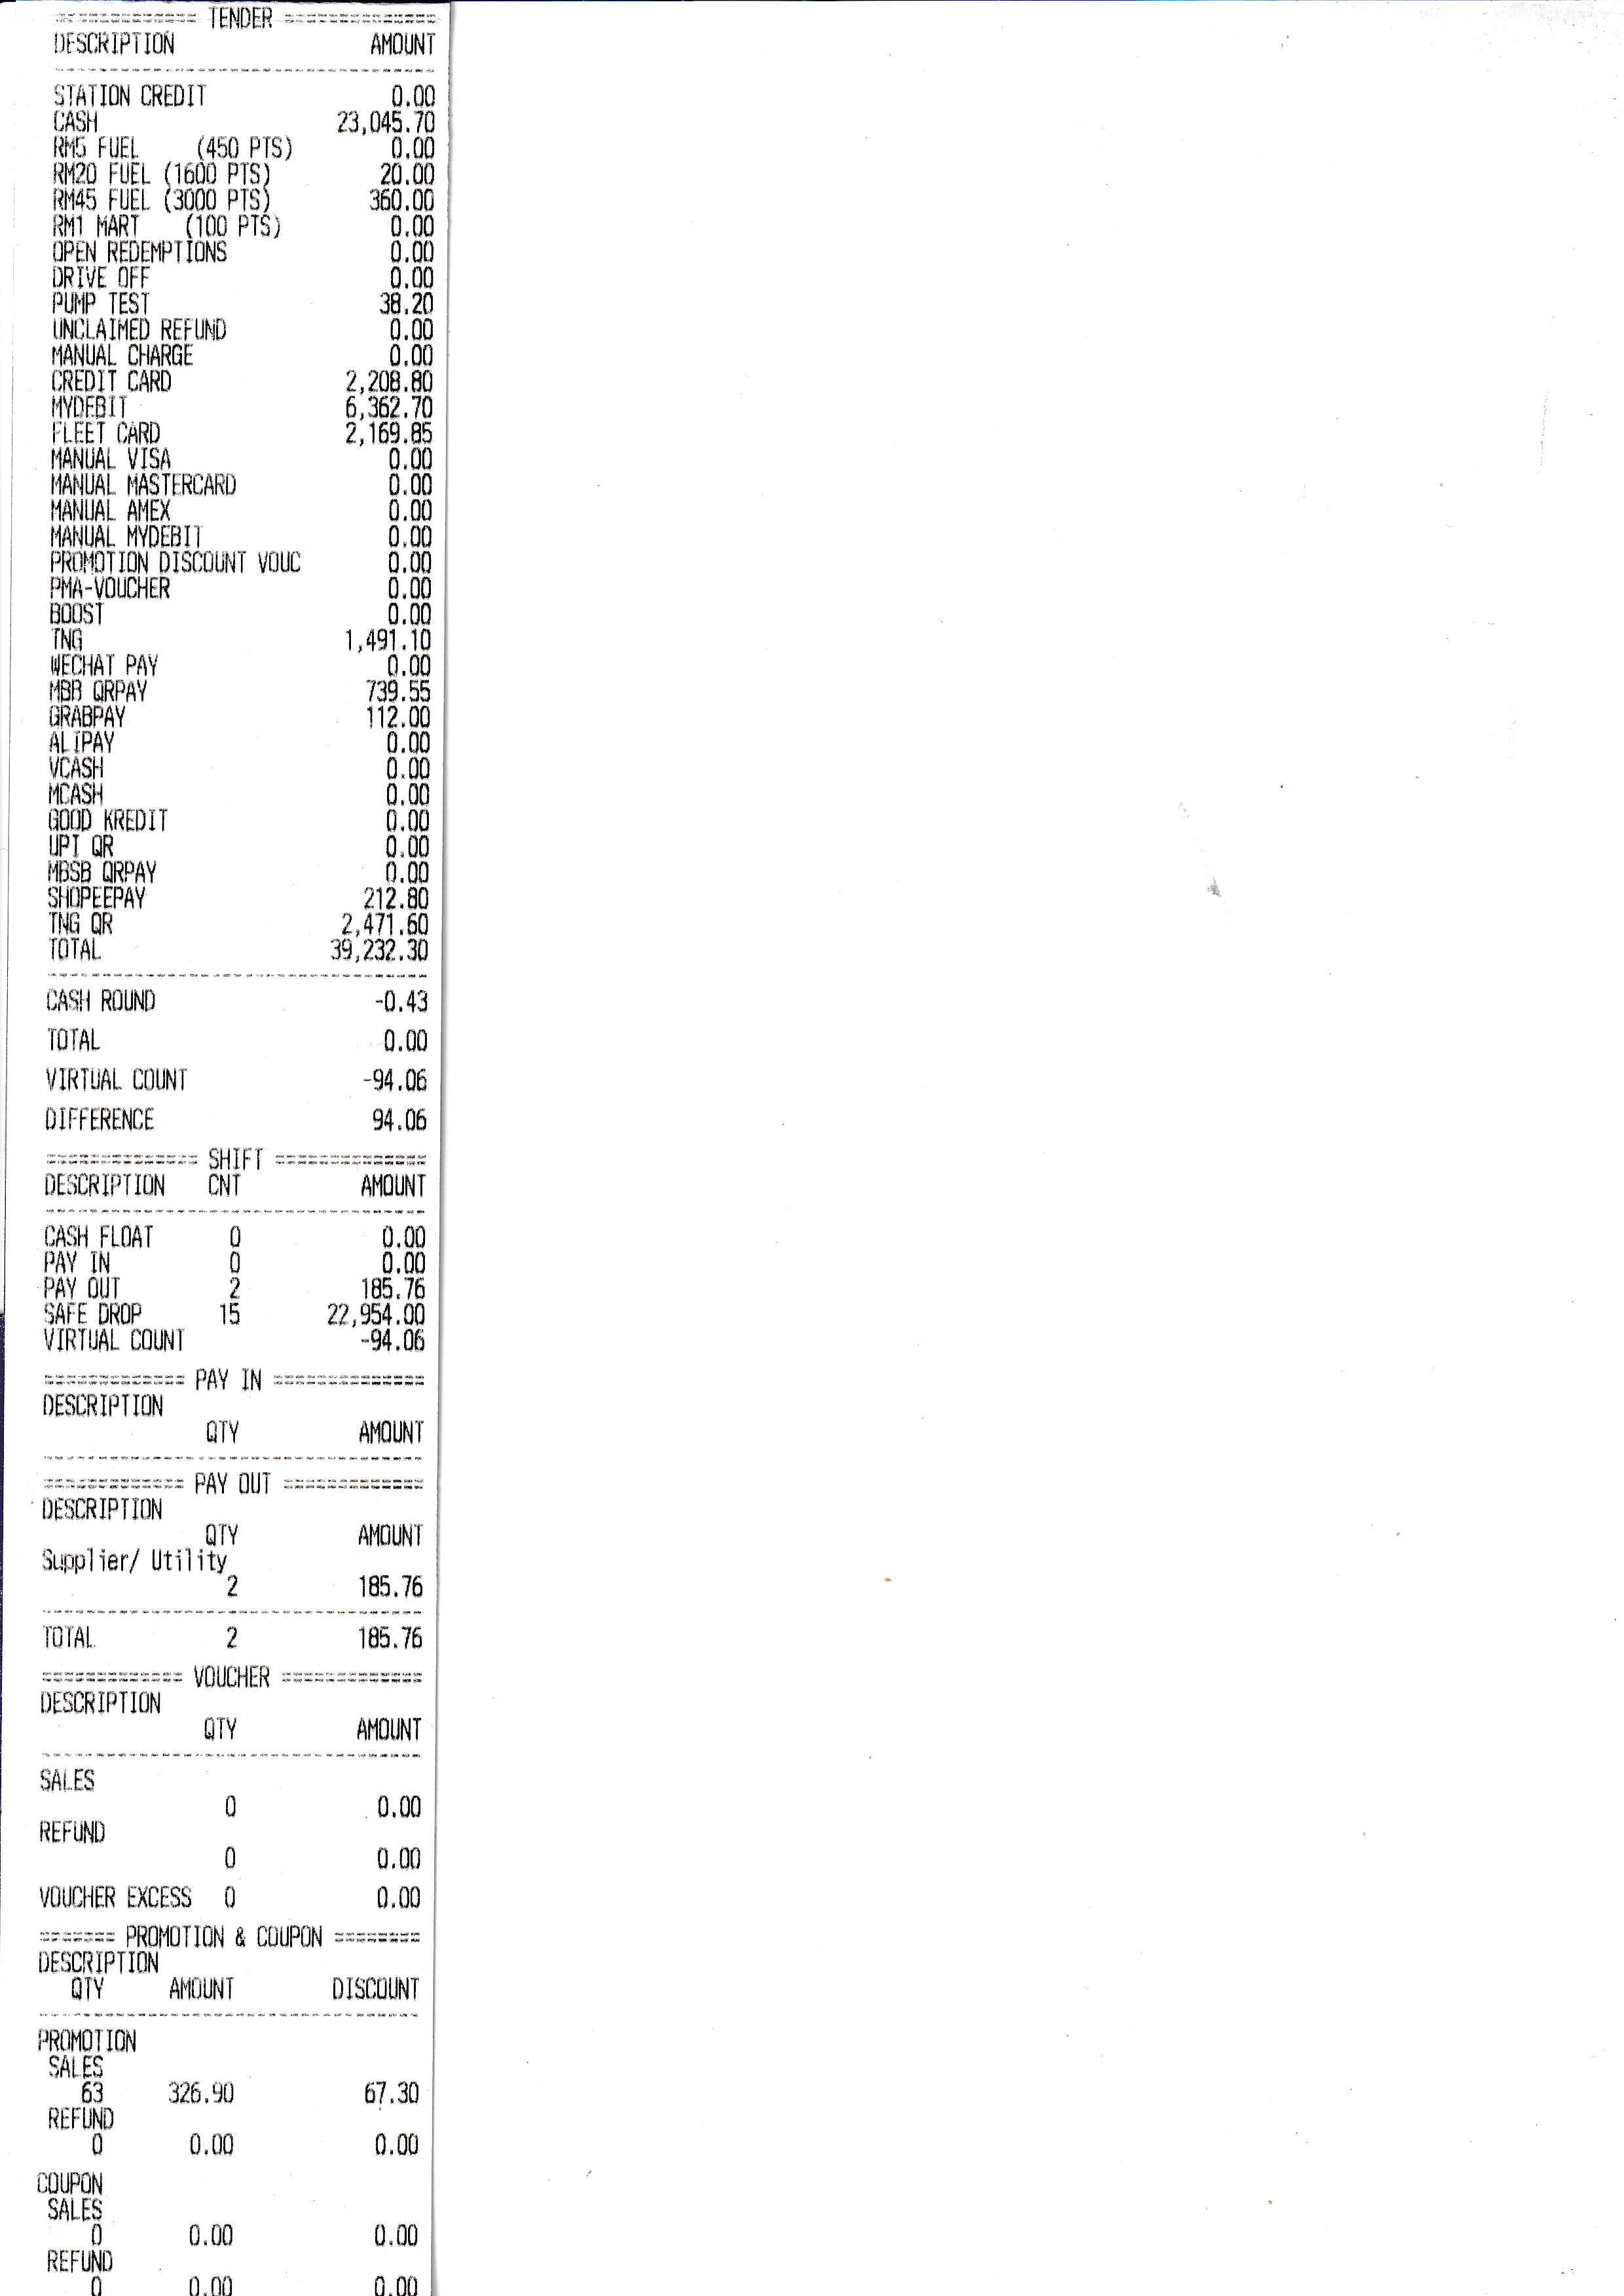 =========== TENDER ============
DESCRIPTION AMOUNT
STATION CREDIT 0.00
CASH 23,045.70
RM5 FUEL (450 PTS) 0.00
RM20 FUEL (1600 PTS) 20.00
RM45 FUEL (3000 PTS) 360.00
RM1 MART (100 PTS) 0.00
OPEN REDEMPTIONS 0.00
DRIVE OFF 0.00
PUMP TEST 38.20
UNCLAIMED REFUND 0.00
MANUAL CHARGE 0.00
CREDIT CARD 2,208.80
MYDEBIT 6,362.70
FLEET CARD 2,169.85
MANUAL VISA 0.00
MANUAL MASTERCARD 0.00
MANUAL AMEX 0.00
MANUAL MYDEBIT 0.00
PROMOTION DISCOUNT VOUC 0.00
PMA-VOUCHER 0.00
BOOST 0.00
TNG 1,491.10
WECHAT PAY 0.00
MBB QRPAY 739.55
GRABPAY 112.00
ALIPAY 0.00
VCASH 0.00
MCASH 0.00
GOOD KREDIT 0.00
UPI QR 0.00
MBSB QRPAY 0.00
SHOPEEPAY 212.80
TNG QR 2,471.60
TOTAL 39,232.30
CASH ROUND -0.43
TOTAL 0.00
VIRTUAL COUNT -94.06
DIFFERENCE 94.06
============ SHIFT ============
DESCRIPTION CNT AMOUNT
CASH FLOAT 0 0.00
PAY IN 0 0.00
PAY OUT 2 185.76
SAFE DROP 15 22,954.00
VIRTUAL COUNT -94.06
=========== PAY IN ============
DESCRIPTION
QTY AMOUNT
=========== PAY OUT ===========
DESCRIPTION
QTY AMOUNT
Supplier/ Utility
2 185.76
TOTAL 2 185.76
=========== VOUCHER ===========
DESCRIPTION
QTY AMOUNT
SALES
0 0.00
REFUND
0 0.00
VOUCHER EXCESS 0 0.00
====== PROMOTION & COUPON =======
DESCRIPTION
QTY AMOUNT DISCOUNT
PROMOTION
SALES
63 326.90 67.30
REFUND
0 0.00 0.00
COUPON
SALES
0 0.00 0.00
REFUND
0 0.00 0.00